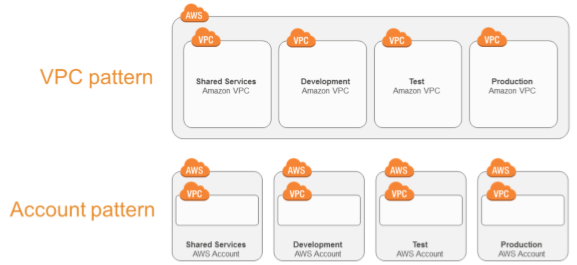 AWS
VPC pattern
VPC
VPC
VPC
VPC
Shared Services
Amazon VPC
Development
Amazon VPC
Test
Amazon VPC
Production
Amazon VPC
Account pattern
AWS
AWS
AWS
AWS
VPC
VPC
VPC
VPC
Shared Services
AWS Account
Development
AWS Account
Test
AWS Account
Production
AWS Account